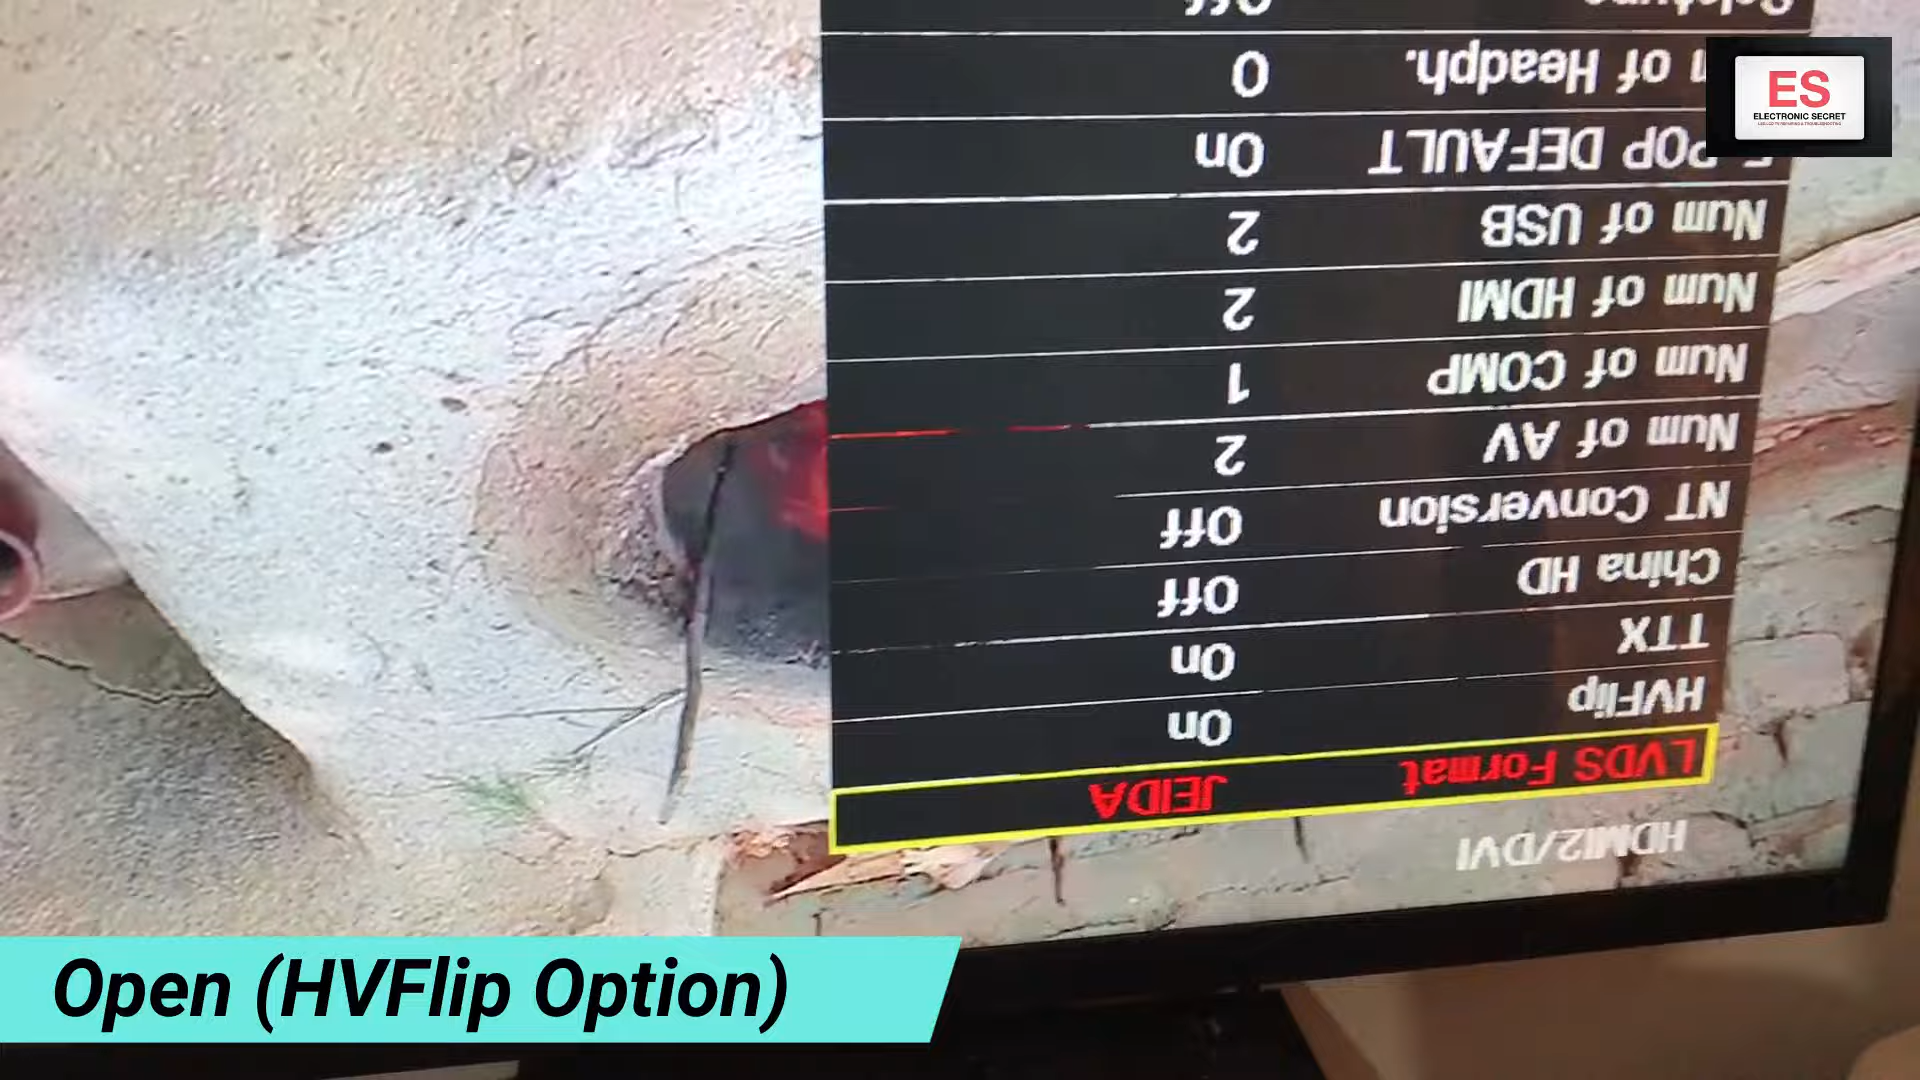 HDMI2/DVI
LVDS Format JEIDA
HVFlip On
TTX On
China HD Off
NT Conversion Off
Num of AV 2
Num of COMP 1
Num of HDMI 2
Num of USB 2
POP DEFAULT On
of Headph. 0
Off
ES
ELECTRONIC SECRET
Open (HVFlip Option)